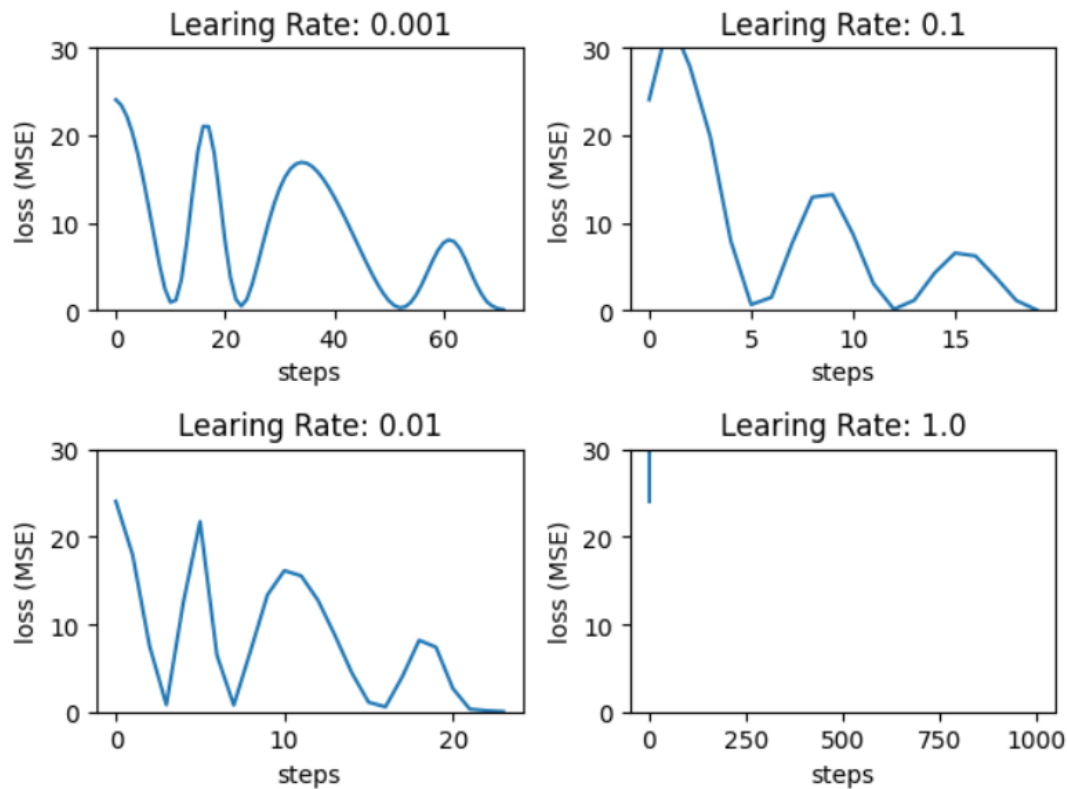 Learing Rate: 0.001
30
20
10
0
loss (MSE)
0 20 40 60
steps
Learing Rate: 0.1
30
20
10
0
loss (MSE)
0 5 10 15
steps
Learing Rate: 0.01
30
20
10
0
loss (MSE)
0 10 20
steps
Learing Rate: 1.0
30
20
10
0
loss (MSE)
0 250 500 750 1000
steps